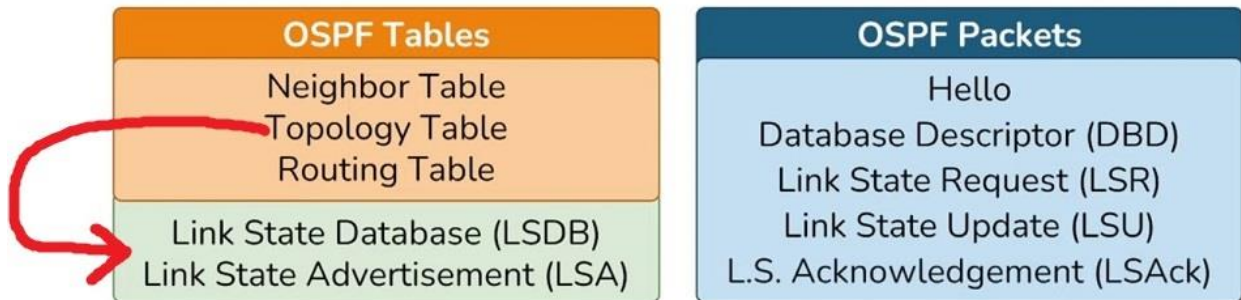 OSPF Tables
Neighbor Table
Topology Table
Routing Table
Link State Database (LSDB)
Link State Advertisement (LSA)
OSPF Packets
Hello
Database Descriptor (DBD)
Link State Request (LSR)
Link State Update (LSU)
L.S. Acknowledgement (LSAck)